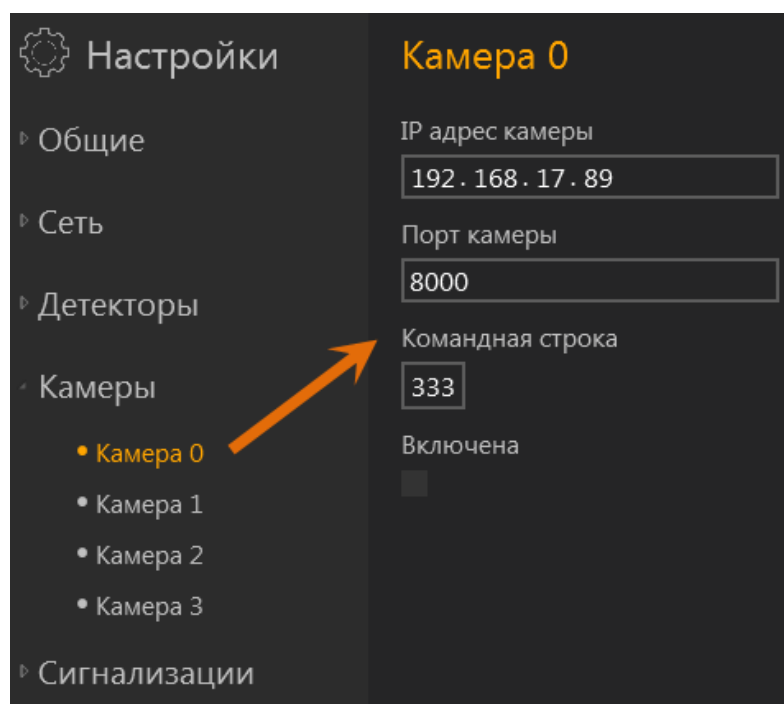 Настройки
Общие
Сеть
Детекторы
Камеры
Камера 0
Камера 1
Камера 2
Камера 3
Сигнализации
Камера 0
IP адрес камеры
192.168.17.89
Порт камеры
8000
Командная строка
333
Включена